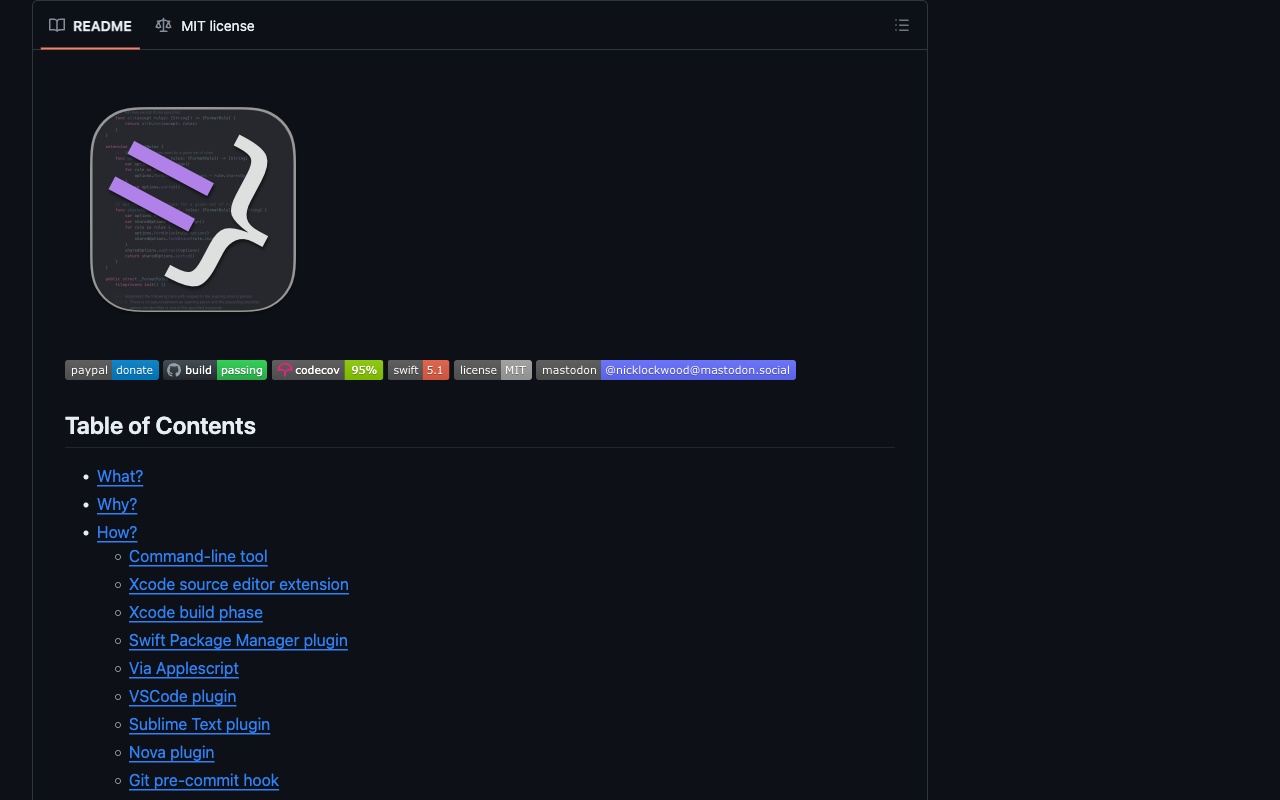 README MIT license
paypal donate build passing codecov 95% swift 5.1 license MIT mastodon @nicklockwood@mastodon.social
Table of Contents
What?
Why?
How?
Command-line tool
Xcode source editor extension
Xcode build phase
Swift Package Manager plugin
Via Applescript
VSCode plugin
Sublime Text plugin
Nova plugin
Git pre-commit hook